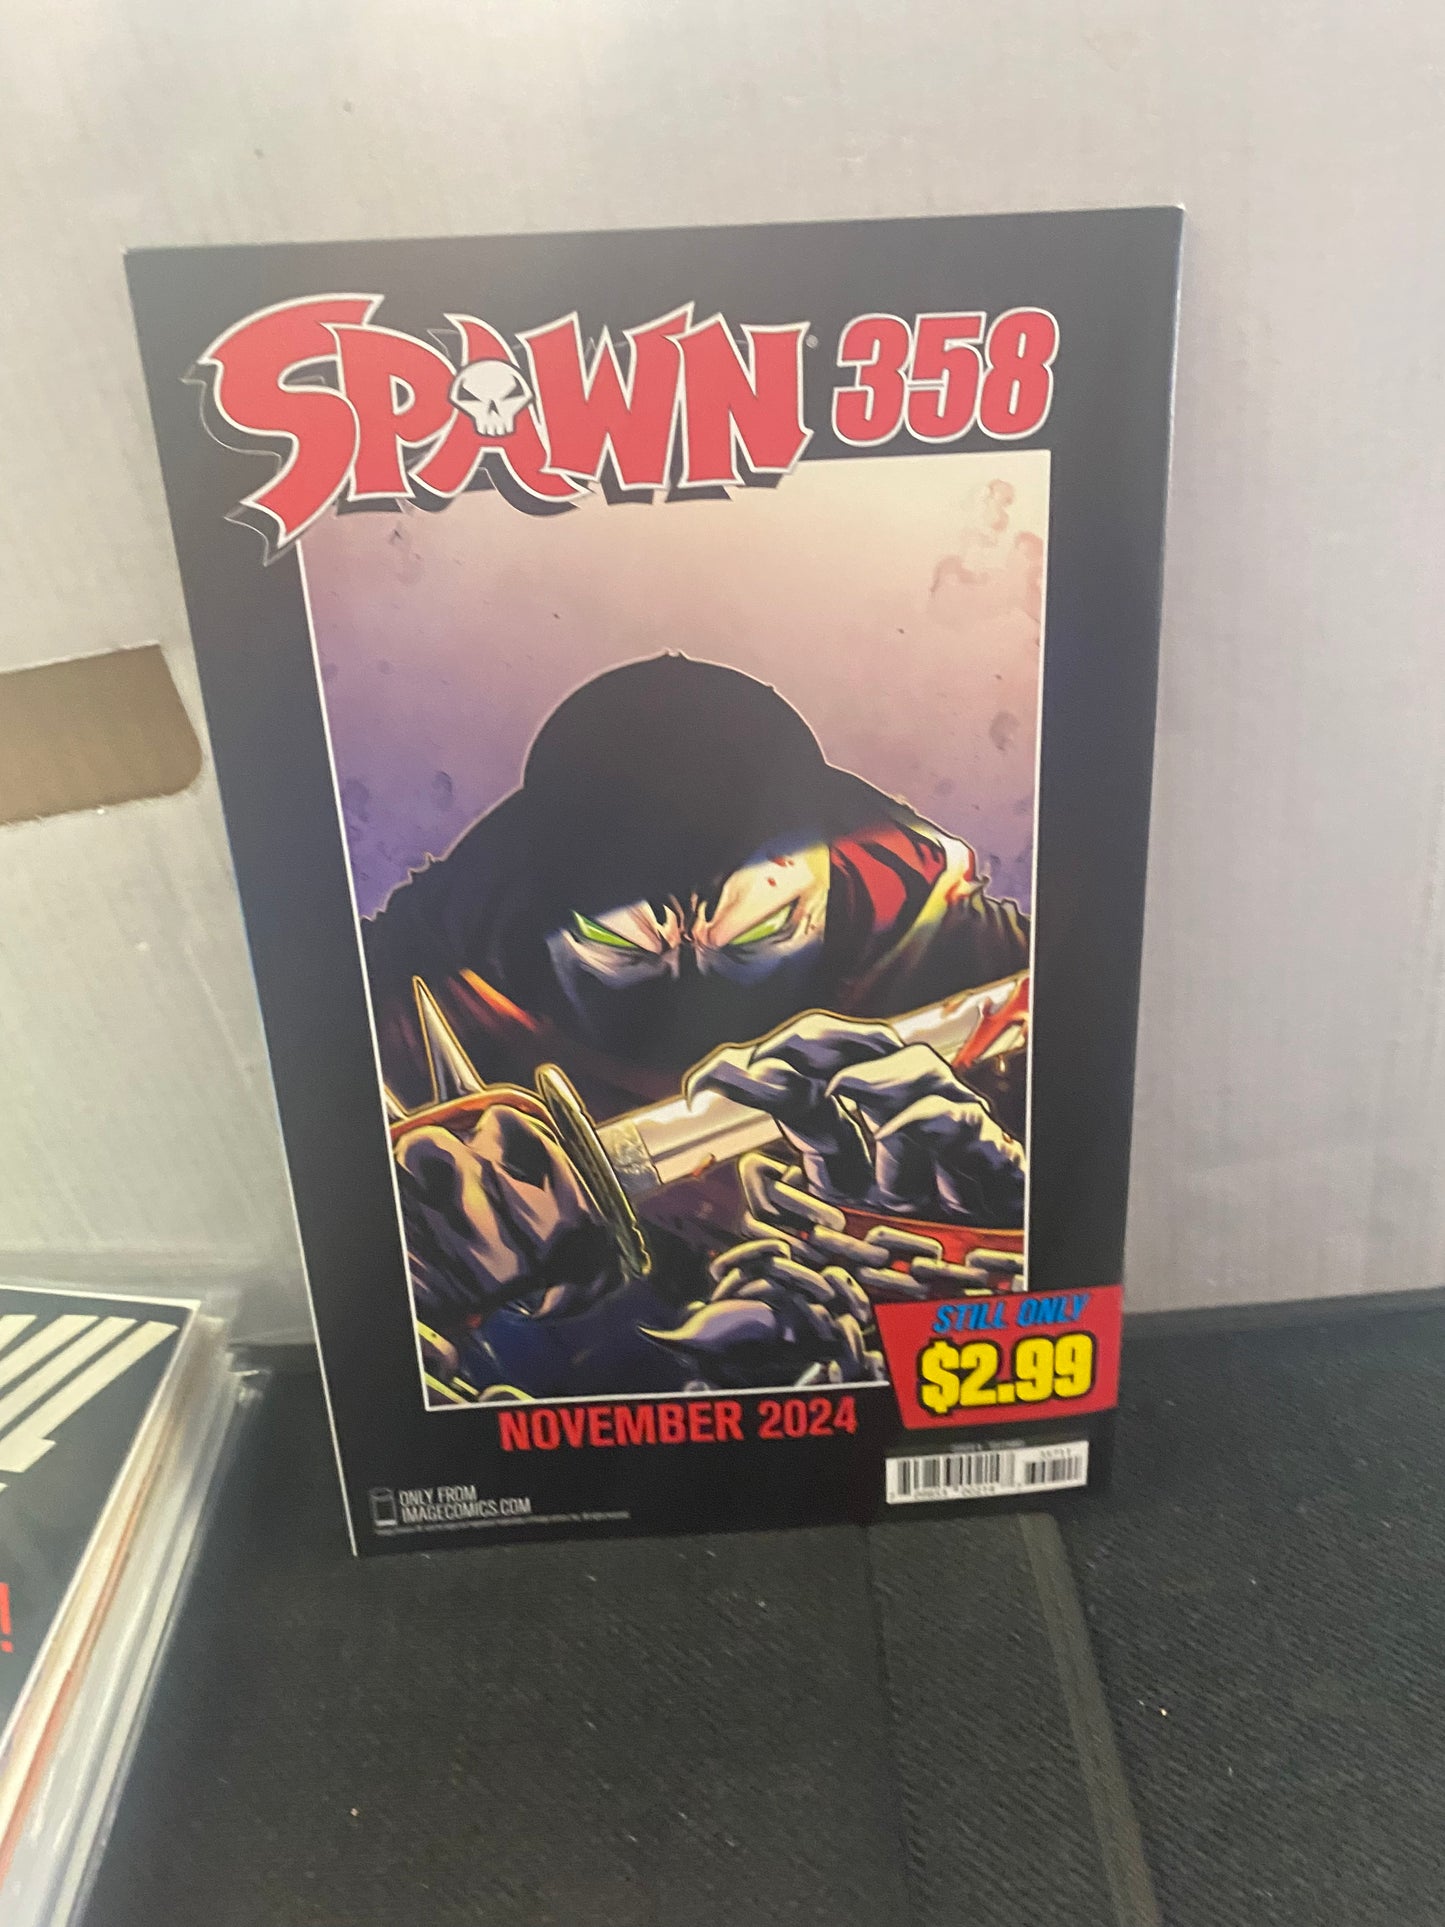 SPAWN® 358
STILL ONLY
$2.99
NOVEMBER 2024
ONLY FROM
IMAGECOMICS.COM